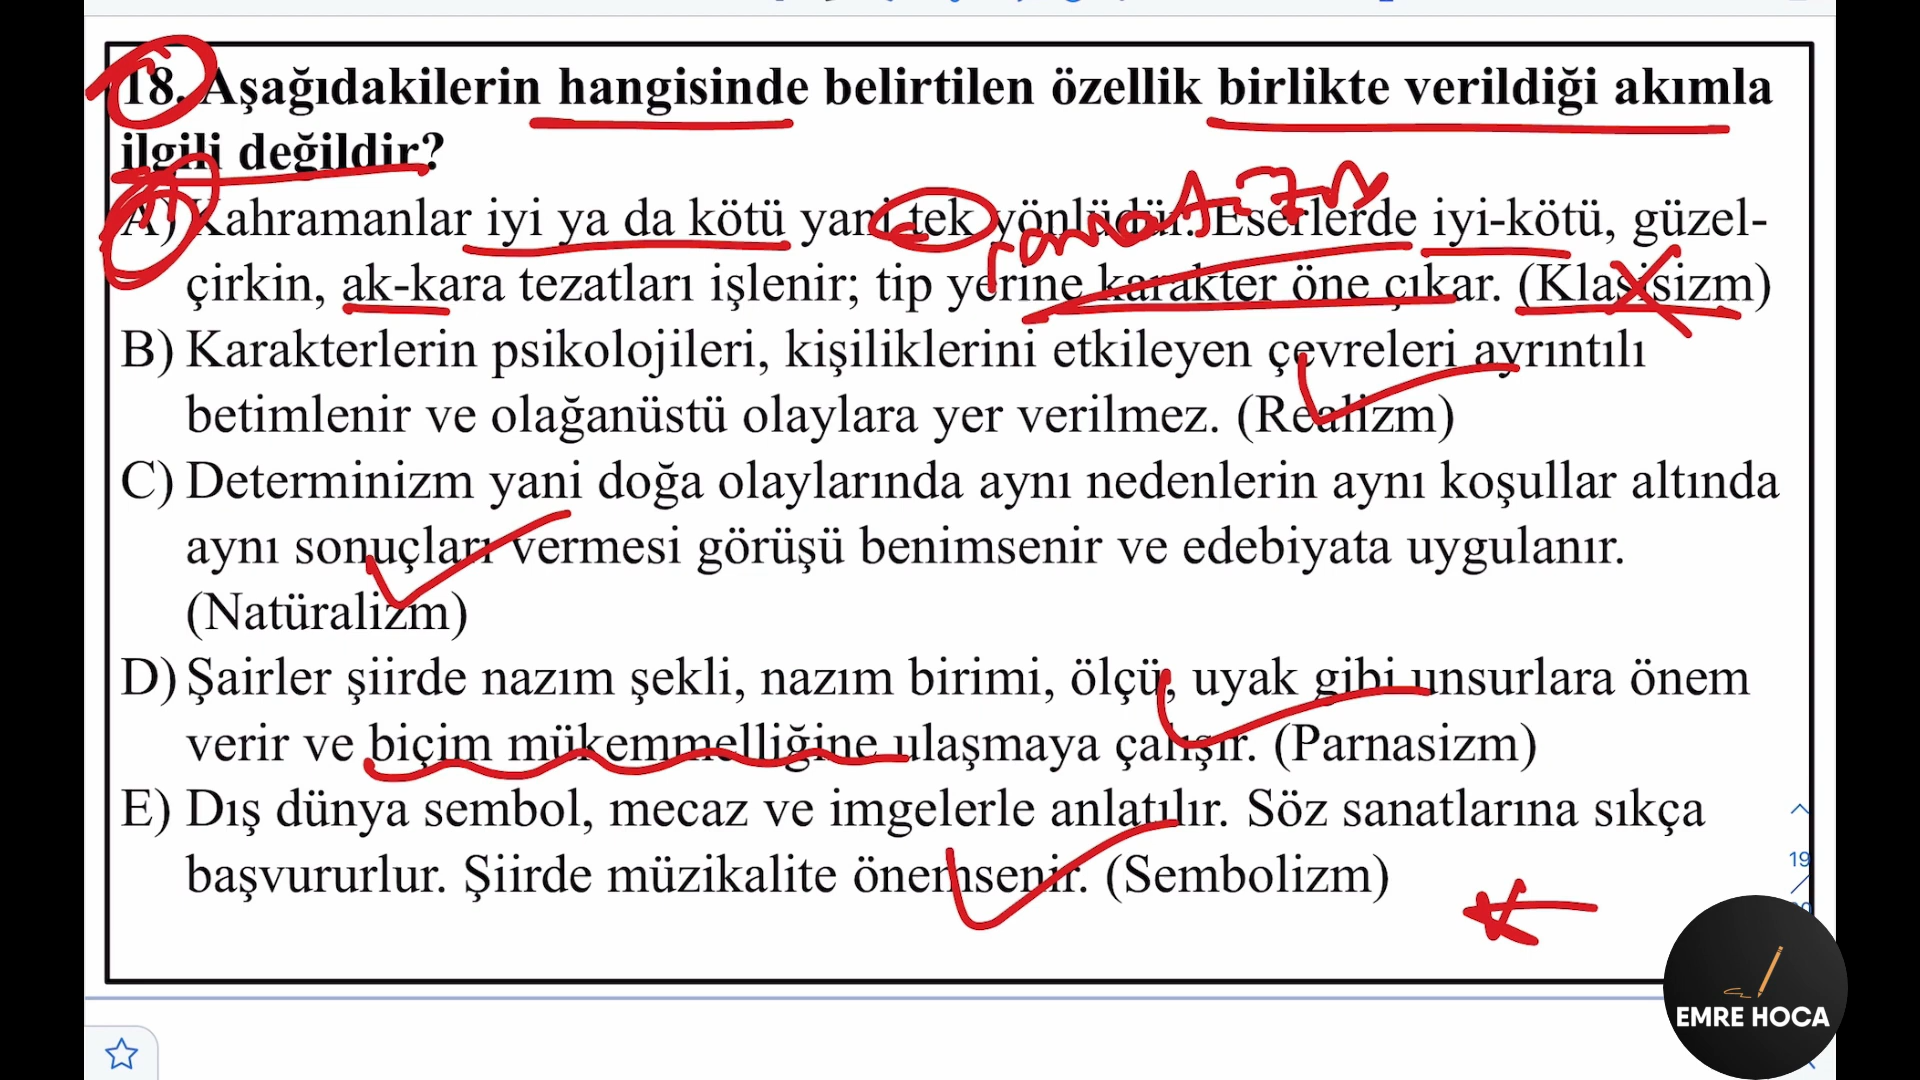 18. Aşağıdakilerin hangisinde belirtilen özellik birlikte verildiği akımla
ilgili değildir?
A) Kahramanlar iyi ya da kötü yani tek yönlüdür. Eserlerde iyi-kötü, güzel-
çirkin, ak-kara tezatları işlenir; tip yerine karakter öne çıkar. (Klasisizm)
B) Karakterlerin psikolojileri, kişiliklerini etkileyen çevreleri ayrıntılı
betimlenir ve olağanüstü olaylara yer verilmez. (Realizm)
C) Determinizm yani doğa olaylarında aynı nedenlerin aynı koşullar altında
aynı sonuçları vermesi görüşü benimsenir ve edebiyata uygulanır.
(Natüralizm)
D) Şairler şiirde nazım şekli, nazım birimi, ölçü, uyak gibi unsurlara önem
verir ve biçim mükemmelliğine ulaşmaya çalışır. (Parnasizm)
E) Dış dünya sembol, mecaz ve imgelerle anlatılır. Söz sanatlarına sıkça
başvururlur. Şiirde müzikalite önemsenir. (Sembolizm)
19
EMRE HOCA